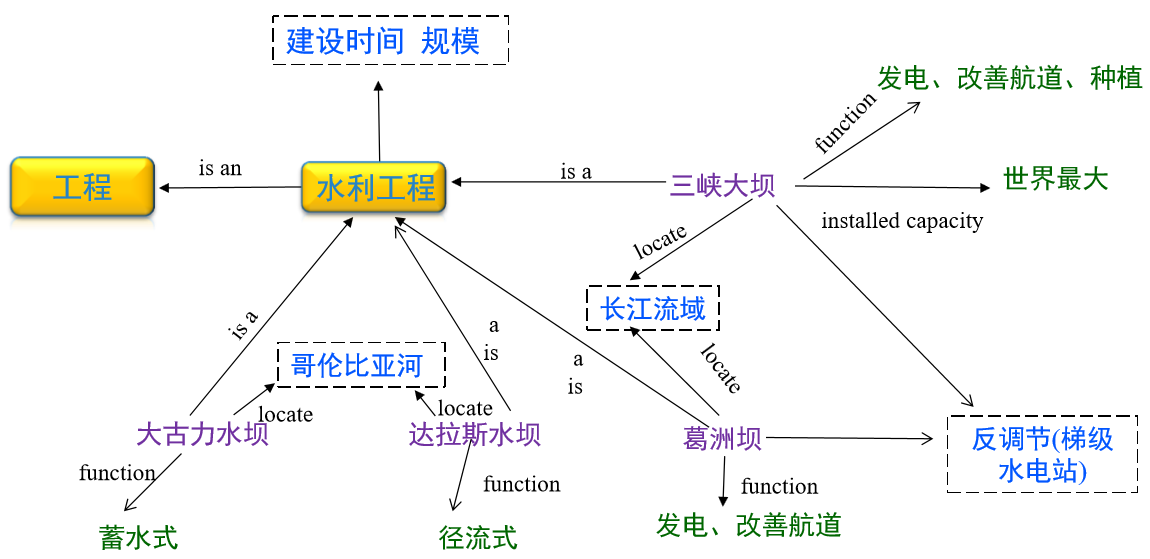 建设时间 规模
发电、改善航道、种植
function
is an
is a
工程
水利工程
三峡大坝
世界最大
installed capacity
locate
长江流域
is a
a
is
a
is
locate
哥伦比亚河
locate
locate
大古力水坝
达拉斯水坝
葛洲坝
反调节(梯级
水电站)
function
function
function
蓄水式
径流式
发电、改善航道